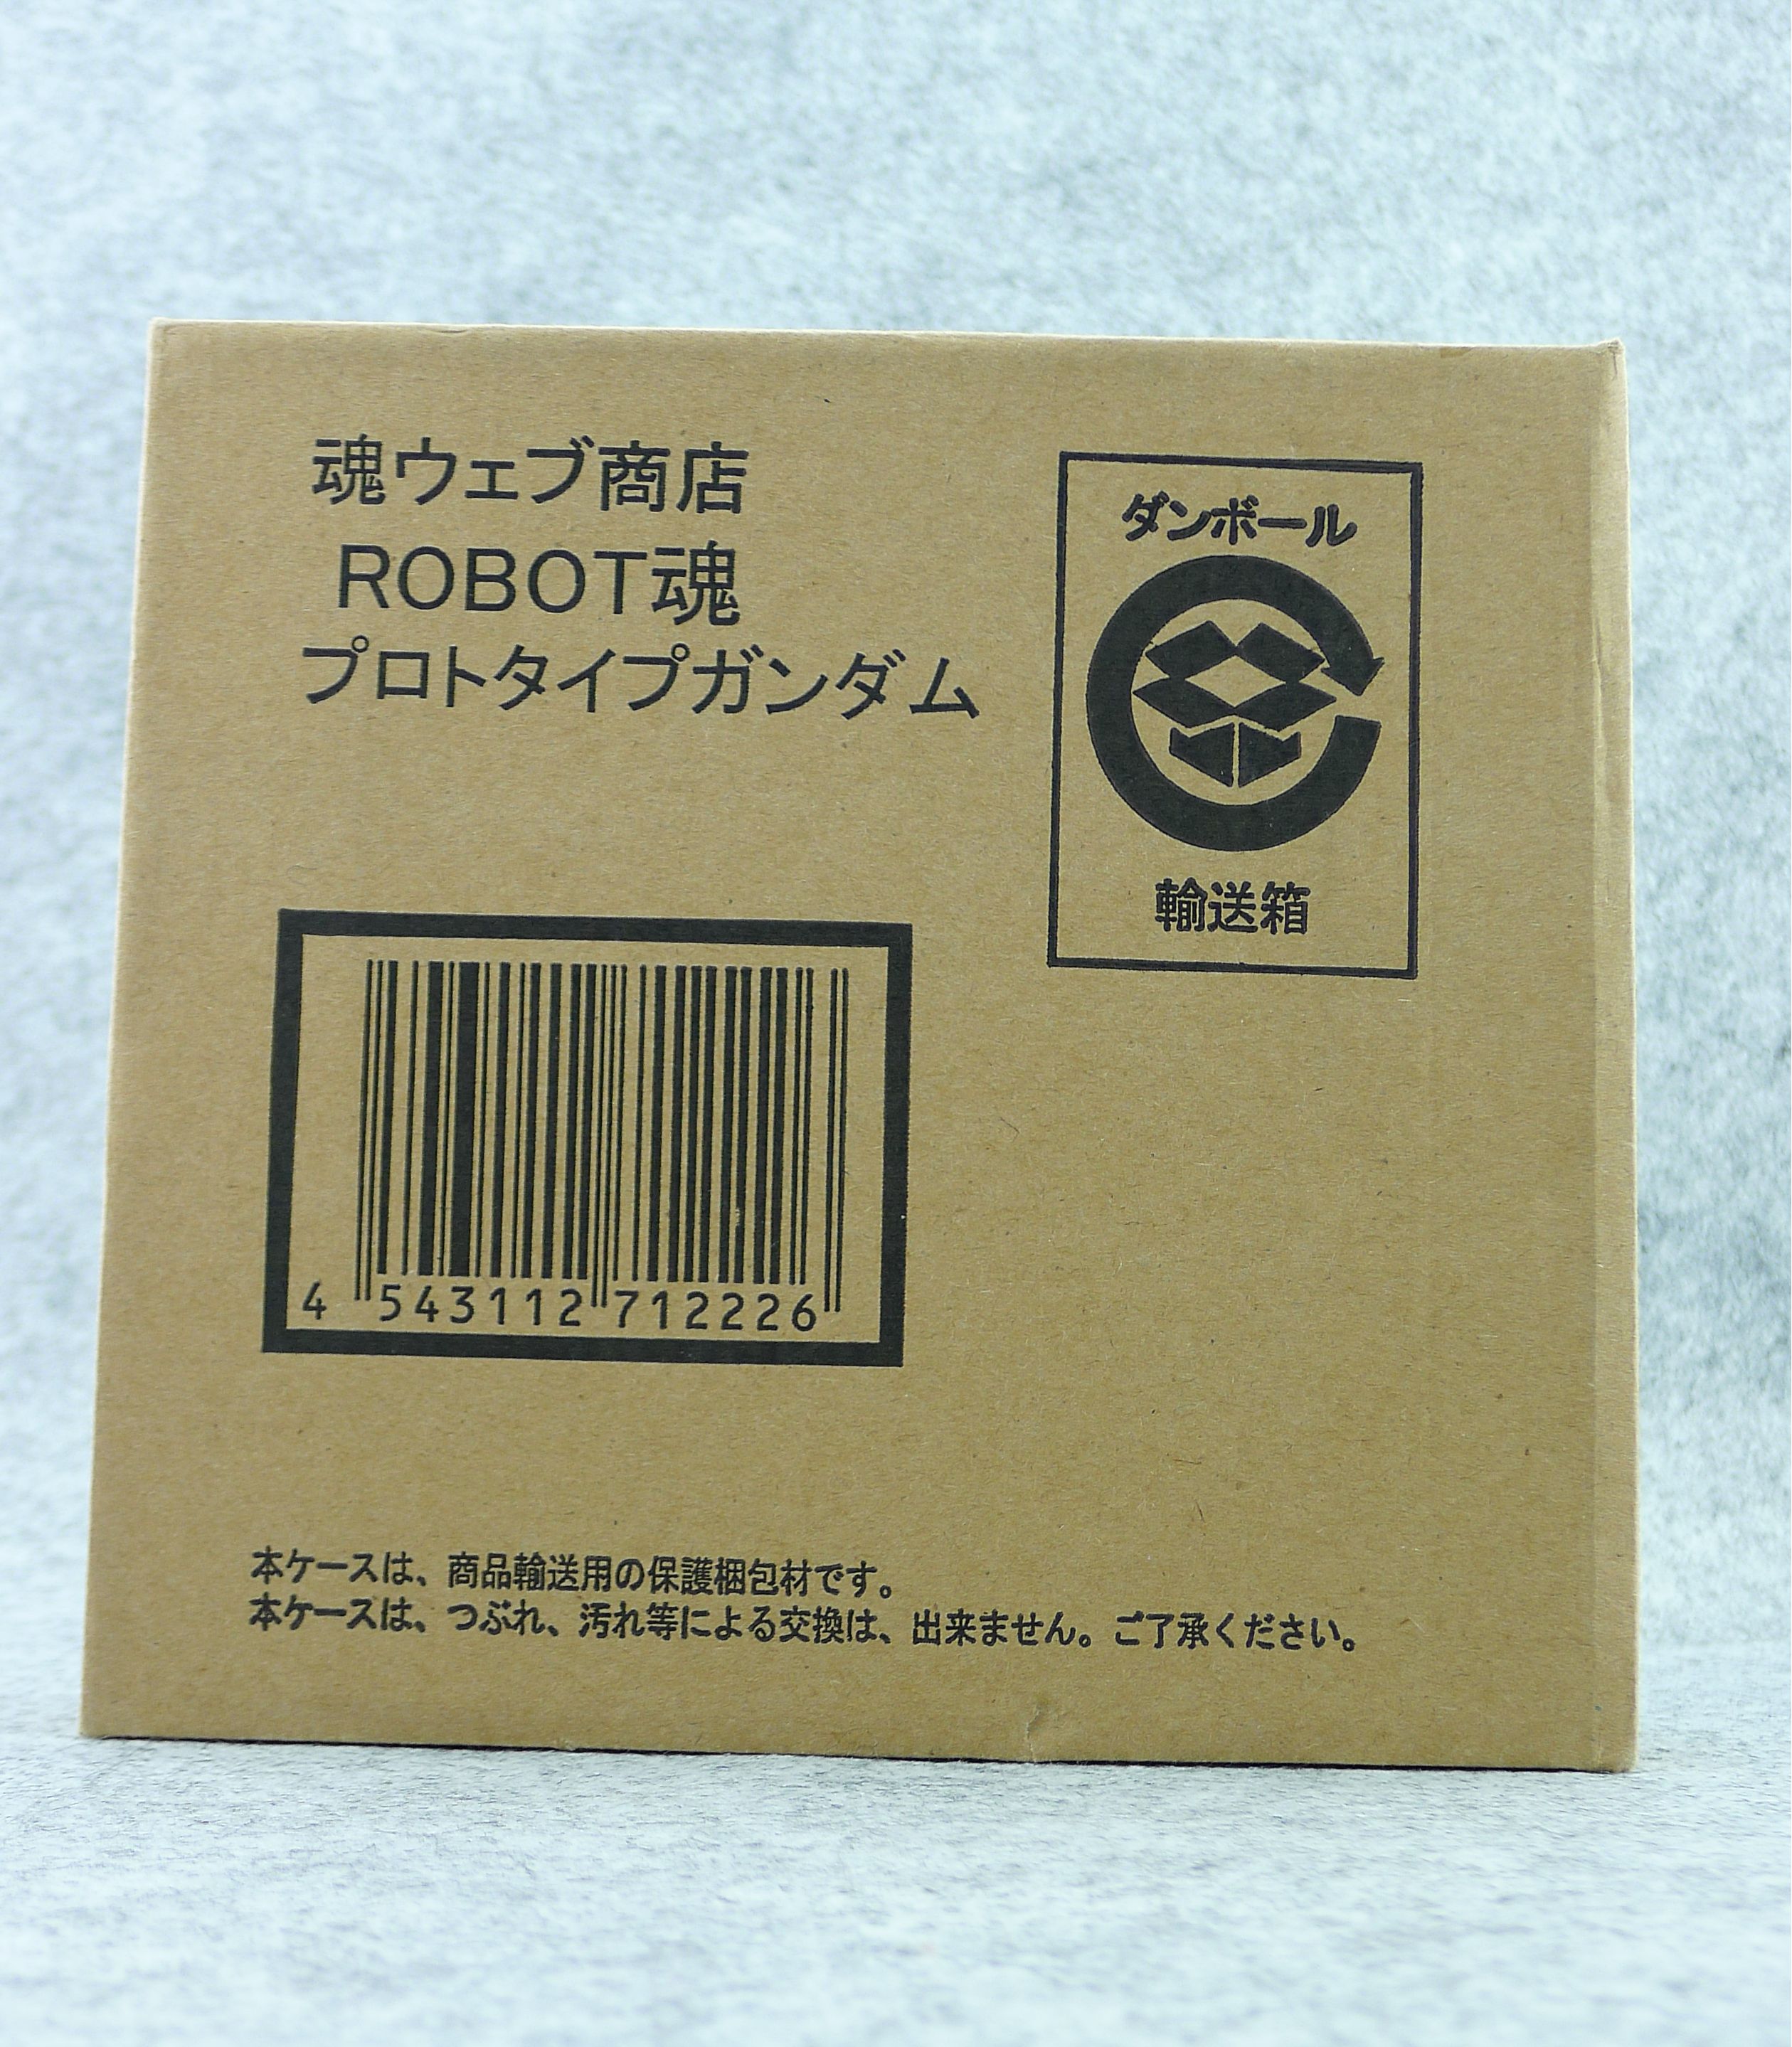 魂ウェブ商店
ROBOT魂
プロトタイプガンダム
ダンボール
輸送箱
4 543112 712226
本ケースは、商品輸送用の保護梱包材です。
本ケースは、つぶれ、汚れ等による交換は、出来ません。ご了承ください。